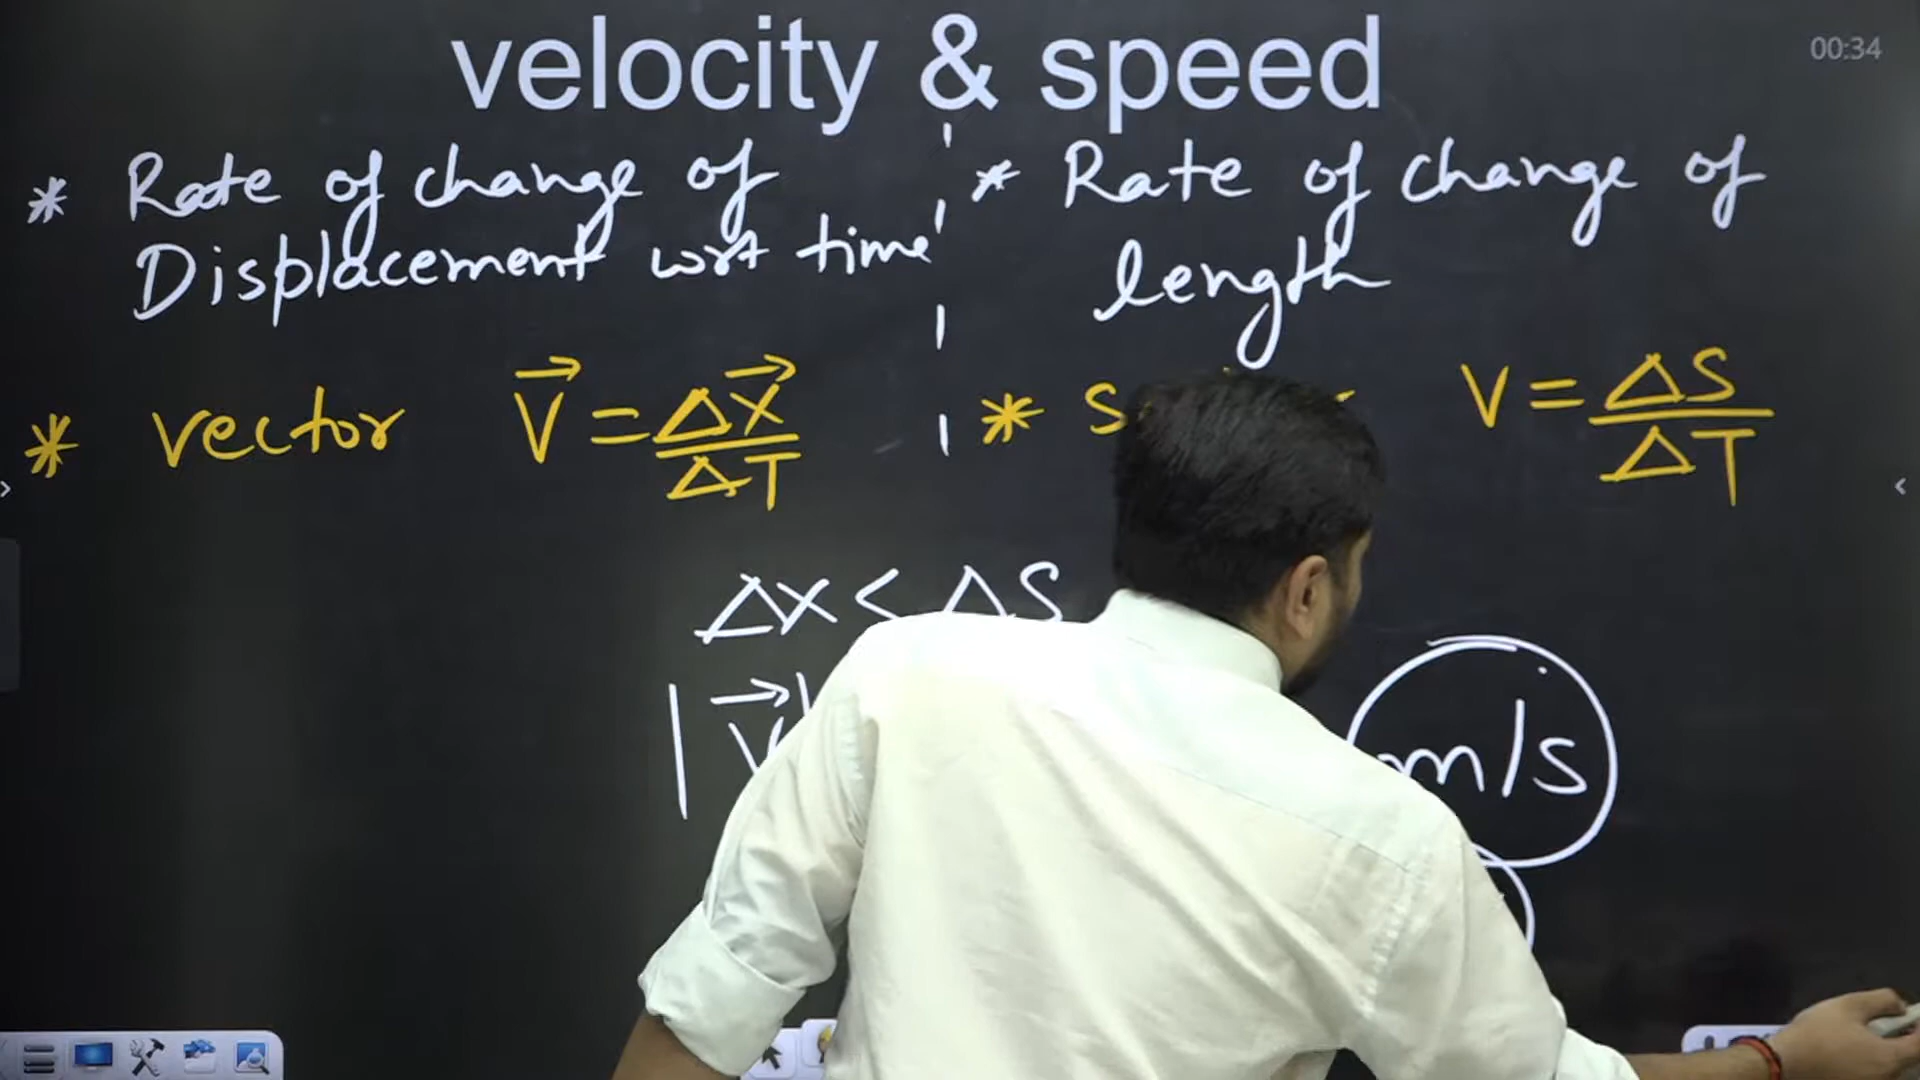 velocity & speed
00:34
* Rate of change of
Displacement wrt time
* Rate of change of
length
* vector V⃗ = ΔX⃗/ΔT
* V = ΔS/ΔT
ΔX < ΔS
|V⃗|
m/s